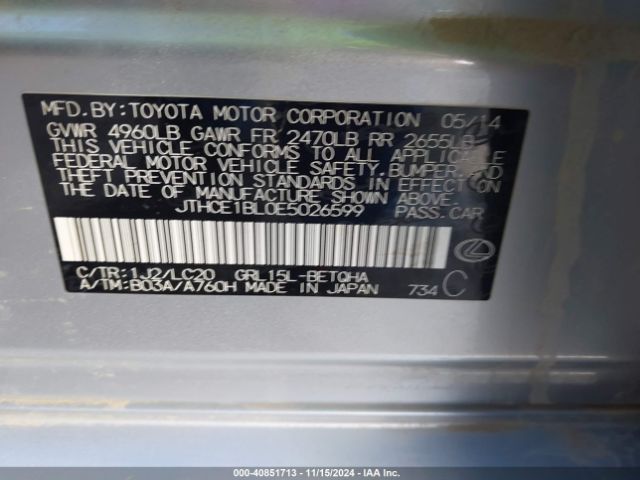 MFD.BY:TOYOTA MOTOR CORPORATION 05/14
GVWR 4960LB GAWR FR 2470LB RR 2655LB
THIS VEHICLE CONFORMS TO ALL APPLICABLE
FEDERAL MOTOR VEHICLE SAFETY, BUMPER, AND
THEFT PREVENTION STANDARDS IN EFFECT ON
THE DATE OF MANUFACTURE SHOWN ABOVE.
JTHCE1BL0E5026599 PASS.CAR
C/TR:1J2/LC20 GRL15L-BETQHA
A/TM:B03A/A760H MADE IN JAPAN 734 C
000-40851713 - 11/15/2024 - IAA Inc.